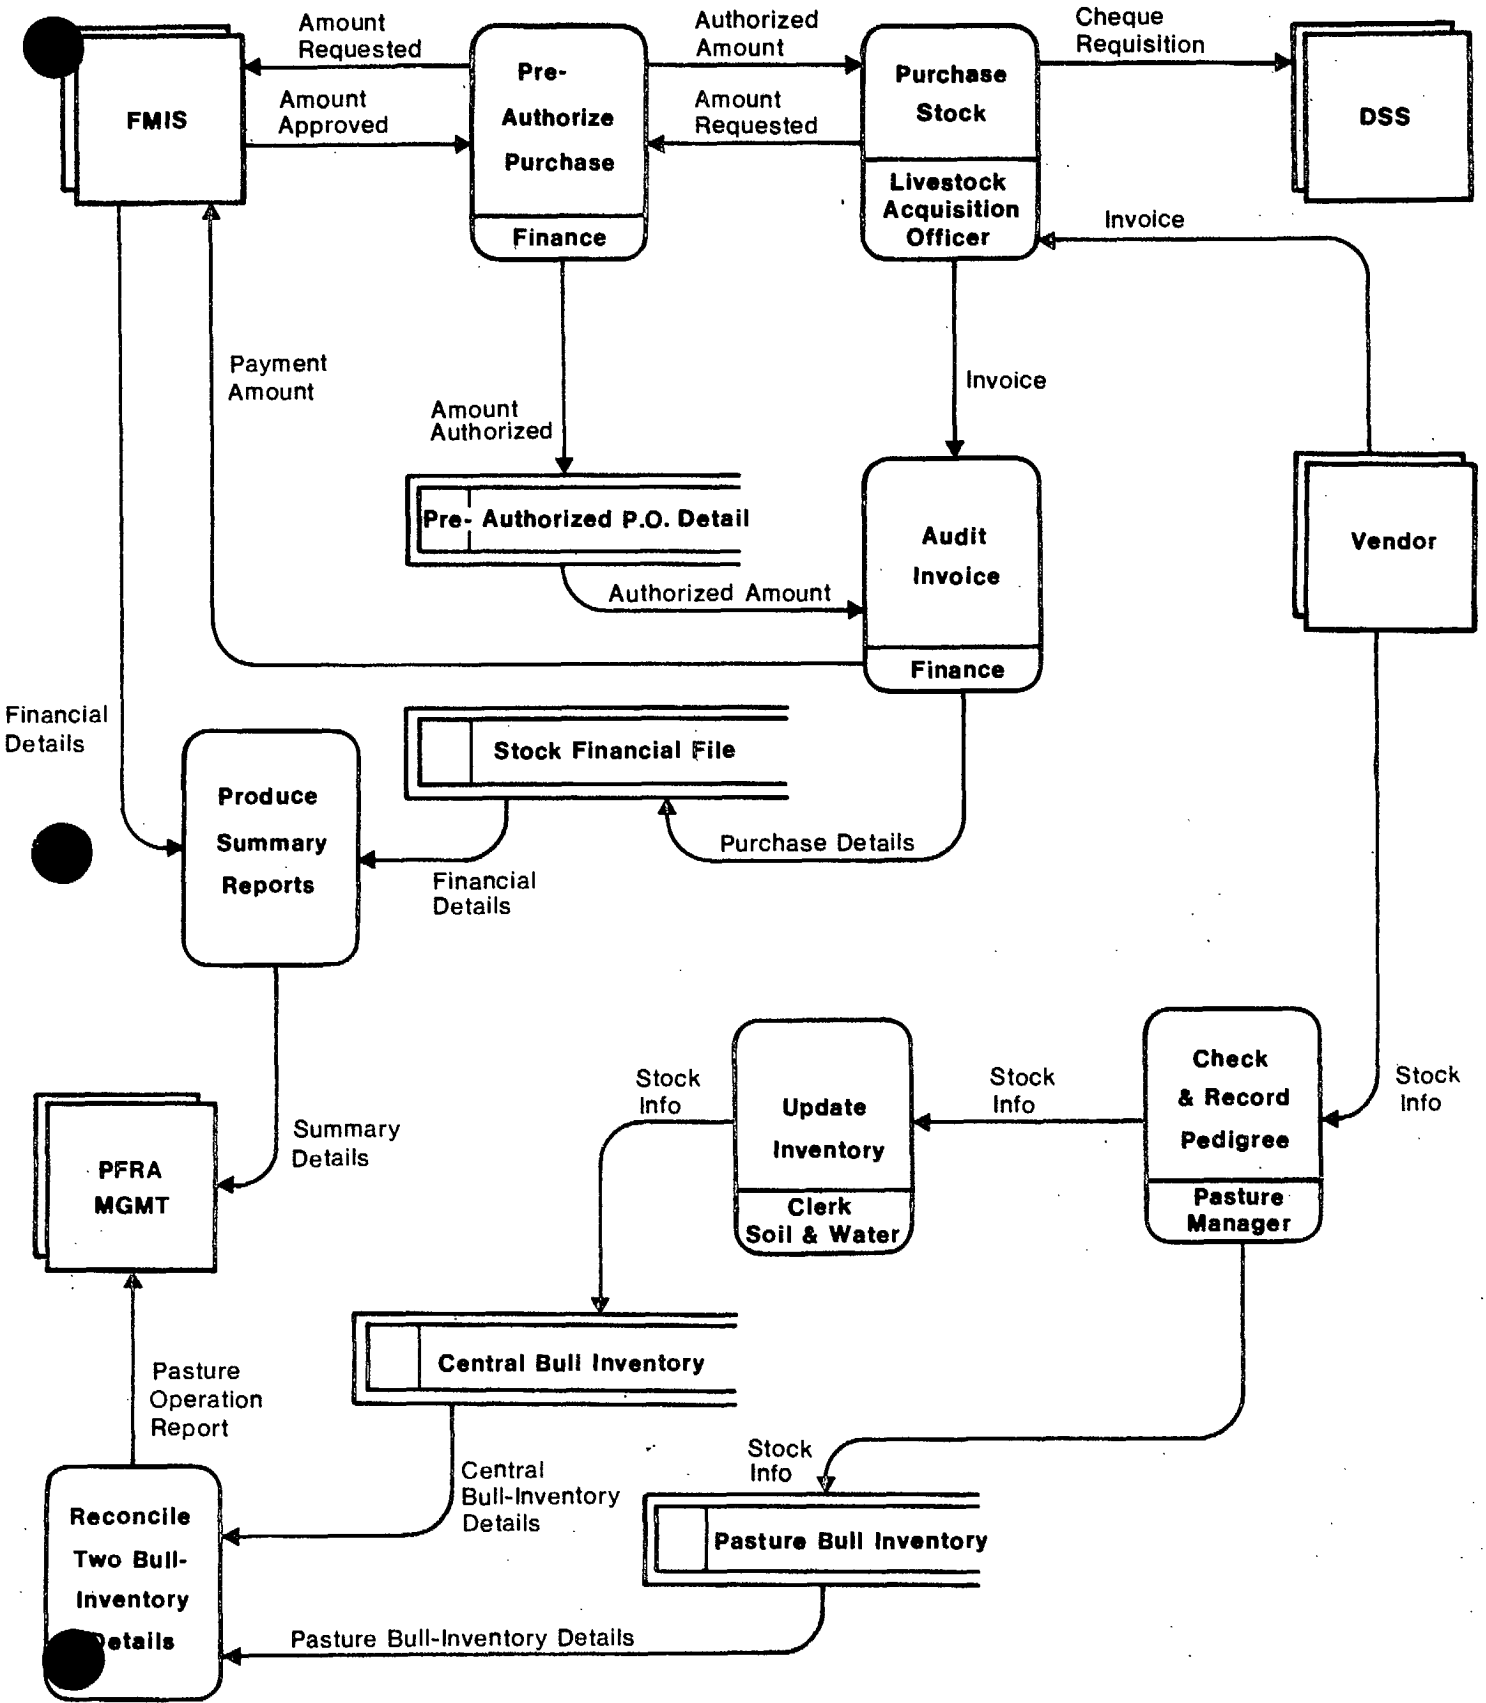 Amount
Requested
Authorized
Amount
Cheque
Requisition
FMIS
Amount
Approved
Pre-
Authorize
Purchase
Finance
Amount
Requested
Purchase
Stock
Livestock
Acquisition
Officer
DSS
Invoice
Payment
Amount
Invoice
Amount
Authorized
Pre- Authorized P.O. Detail
Authorized Amount
Audit
Invoice
Finance
Vendor
Financial
Details
Stock Financial File
Produce
Summary
Reports
Purchase Details
Financial
Details
Summary
Details
PFRA
MGMT
Stock
Info
Update
Inventory
Clerk
Soil & Water
Stock
Info
Check
& Record
Pedigree
Pasture
Manager
Stock
Info
Central Bull Inventory
Pasture
Operation
Report
Central
Bull-Inventory
Details
Stock
Info
Pasture Bull Inventory
Reconcile
Two Bull-
Inventory
Details
Pasture Bull-Inventory Details